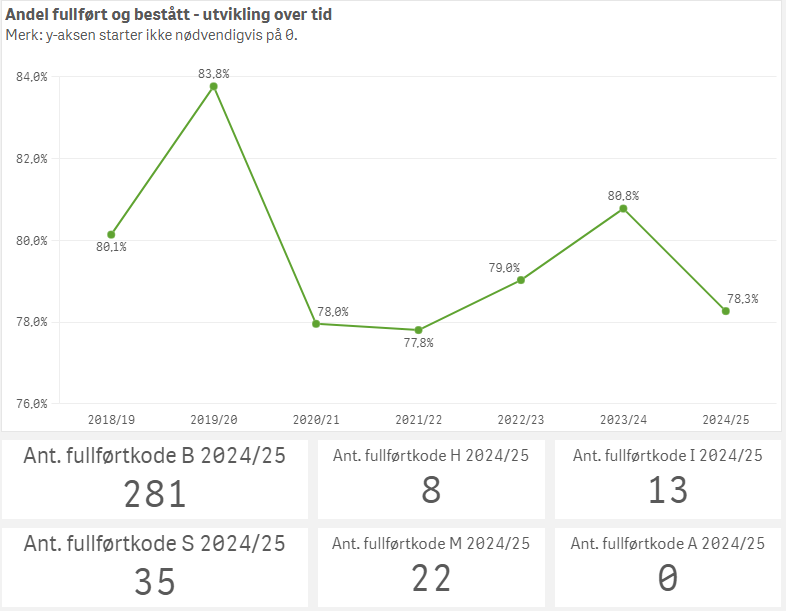 Andel fullført og bestått - utvikling over tid
Merk: y-aksen starter ikke nødvendigvis på 0.
84,0%
83,8%
82,0%
80,8%
80,0%
80,1%
79,0%
78,3%
78,0%
78,0%
77,8%
76,0%
2018/19 2019/20 2020/21 2021/22 2022/23 2023/24 2024/25
Ant. fullførtkode B 2024/25
281
Ant. fullførtkode H 2024/25
8
Ant. fullførtkode I 2024/25
13
Ant. fullførtkode S 2024/25
35
Ant. fullførtkode M 2024/25
22
Ant. fullførtkode A 2024/25
0